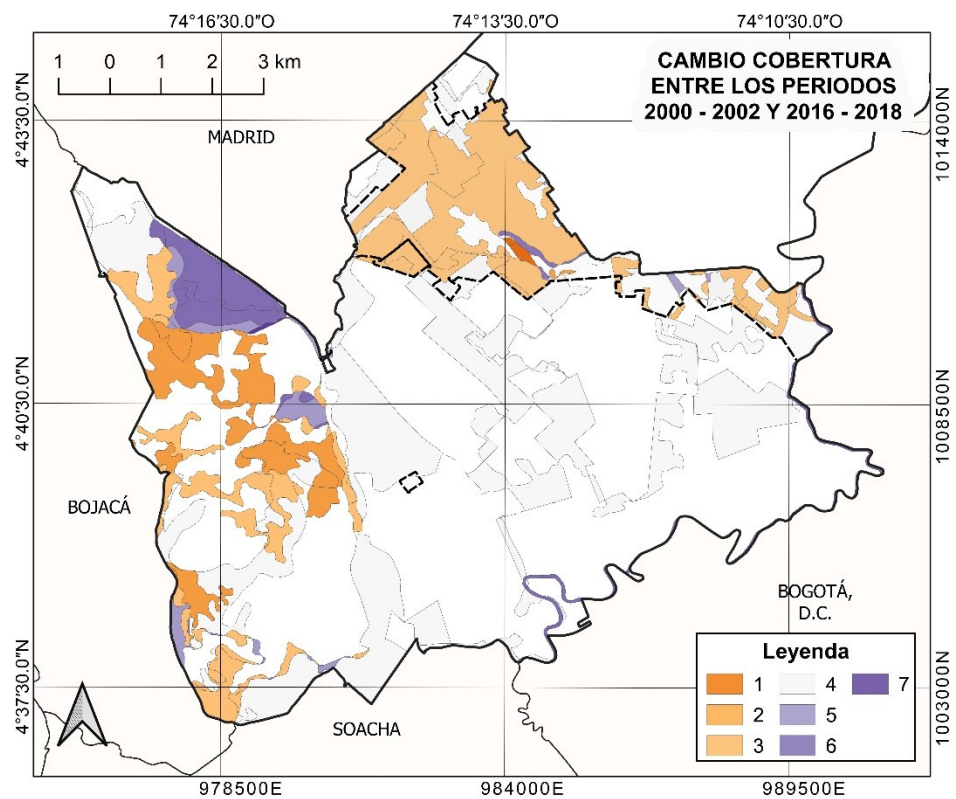 74°16'30.0"O
74°13'30.0"O
74°10'30.0"O
1 0 1 2 3 km
CAMBIO COBERTURA
ENTRE LOS PERIODOS
2000 - 2002 Y 2016 - 2018
4°43'30.0"N
1014000N
MADRID
4°40'30.0"N
1008500N
BOJACÁ
BOGOTÁ,
D.C.
Leyenda
1 4 7
2 5
3 6
4°37'30.0"N
1003000N
SOACHA
978500E
984000E
989500E